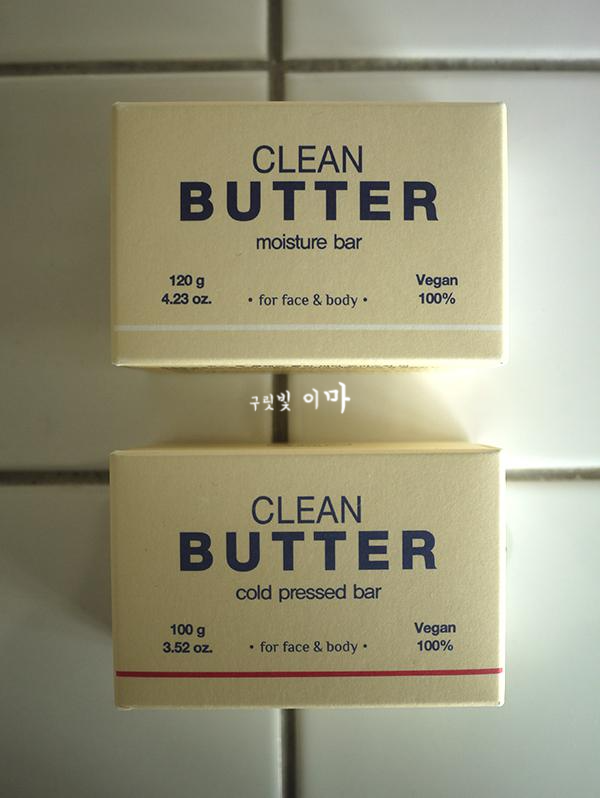 CLEAN
BUTTER
moisture bar
120 g
4.23 oz.
• for face & body •
Vegan
100%
구릿빛 이마
CLEAN
BUTTER
cold pressed bar
100 g
3.52 oz.
• for face & body •
Vegan
100%